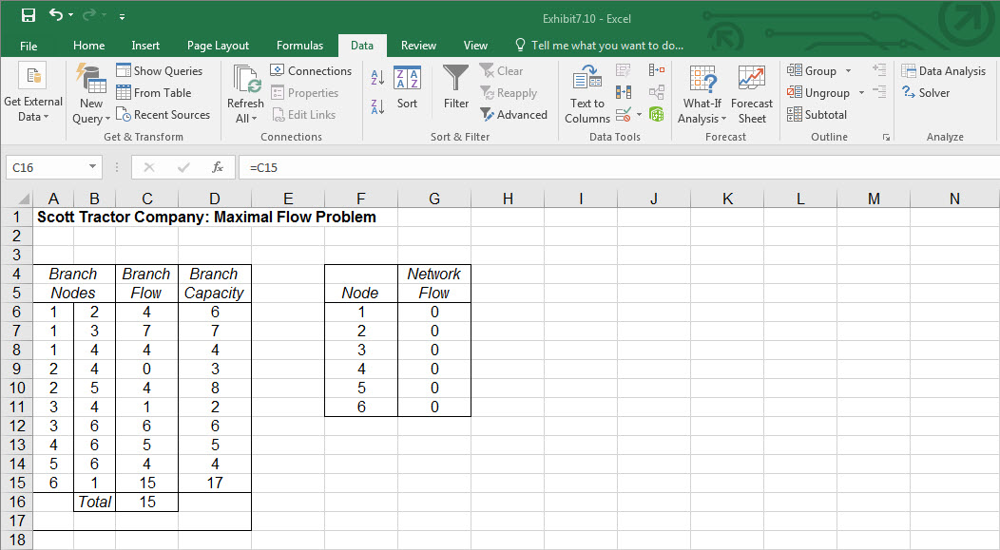 Exhibit7.10 - Excel
File Home Insert Page Layout Formulas Data Review View Tell me what you want to do...
Get External Data
New Query
Show Queries
From Table
Recent Sources
Get & Transform
Refresh All
Connections
Properties
Edit Links
Connections
A Z
Z A
Z A A Z
Sort
Filter
Clear
Reapply
Advanced
Sort & Filter
Text to Columns
Data Tools
What-If Analysis
Forecast Sheet
Forecast
Group
Ungroup
Subtotal
Outline
Data Analysis
Solver
Analyze
C16 fx =C15
A B C D E F G H I J K L M N
1 Scott Tractor Company: Maximal Flow Problem
2
3
4 Branch Branch Branch Network
5 Nodes Flow Capacity Node Flow
6 1 2 4 6 1 0
7 1 3 7 7 2 0
8 1 4 4 4 3 0
9 2 4 0 3 4 0
10 2 5 4 8 5 0
11 3 4 1 2 6 0
12 3 6 6 6
13 4 6 5 5
14 5 6 4 4
15 6 1 15 17
16 Total 15
17
18